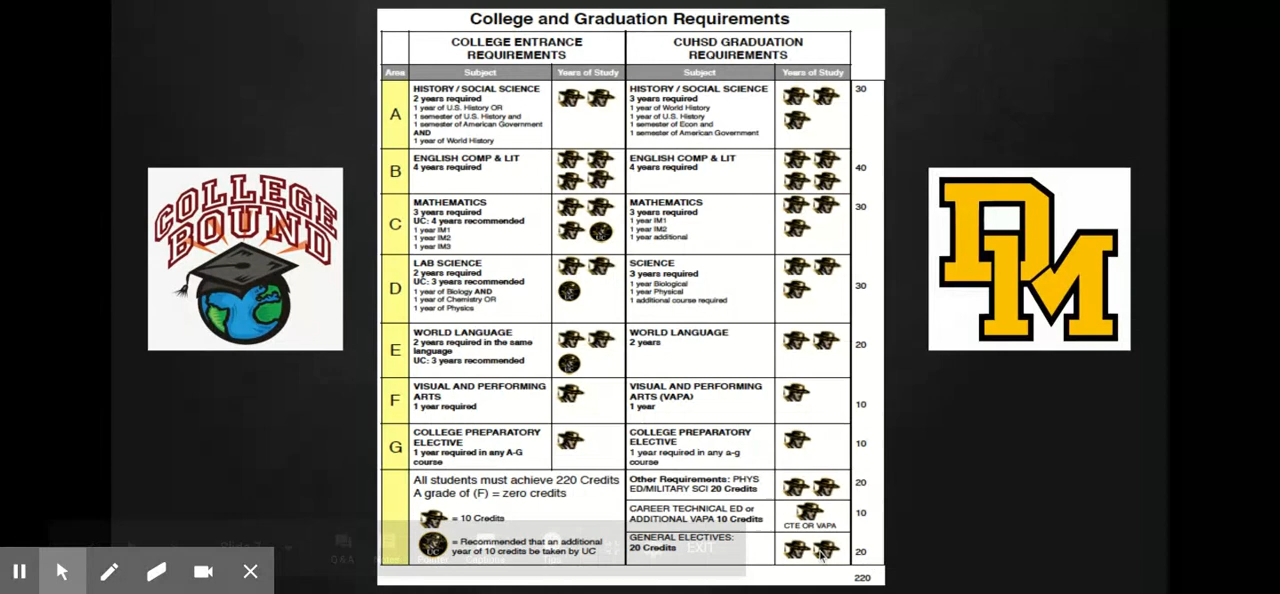 College and Graduation Requirements
COLLEGE ENTRANCE
REQUIREMENTS
CUHSD GRADUATION
REQUIREMENTS
Area
Subject
Years of Study
Subject
Years of Study
A
HISTORY / SOCIAL SCIENCE
2 years required
1 year of U.S. History OR
1 semester of U.S. History and
1 semester of American Government
AND
1 year of World History
HISTORY / SOCIAL SCIENCE
3 years required
1 year of World History
1 year of U.S. History
1 semester of Econ and
1 semester of American Government
30
B
ENGLISH COMP & LIT
4 years required
ENGLISH COMP & LIT
4 years required
40
C
MATHEMATICS
3 years required
UC: 4 years recommended
1 year IM1
1 year IM2
1 year IM3
MATHEMATICS
3 years required
1 year IM1
1 year IM2
1 year additional
30
D
LAB SCIENCE
2 years required
UC: 3 years recommended
1 year of Biology AND
1 year of Chemistry OR
1 year of Physics
SCIENCE
3 years required
1 year Biological
1 year Physical
1 additional course required
30
E
WORLD LANGUAGE
2 years required in the same
language
UC: 3 years recommended
WORLD LANGUAGE
2 years
20
F
VISUAL AND PERFORMING
ARTS
1 year required
VISUAL AND PERFORMING
ARTS (VAPA)
1 year
10
G
COLLEGE PREPARATORY
ELECTIVE
1 year required in any A-G
course
COLLEGE PREPARATORY
ELECTIVE
1 year required in any a-g
course
10
All students must achieve 220 Credits
A grade of (F) = zero credits
= 10 Credits
UC
= Recommended that an additional
year of 10 credits be taken by UC
Other Requirements: PHYS
ED/MILITARY SCI 20 Credits
20
CAREER TECHNICAL ED or
ADDITIONAL VAPA 10 Credits
CTE OR VAPA
10
GENERAL ELECTIVES:
20 Credits
20
220
COLLEGE
BOUND
DM
Q&A
EXIT